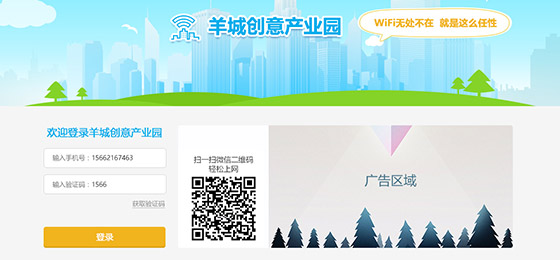 羊城创意产业园
WiFi无处不在 就是这么任性
欢迎登录羊城创意产业园
输入手机号：15662167463
输入验证码：1566
获取验证码
登录
扫一扫微信二维码
轻松上网
广告区域